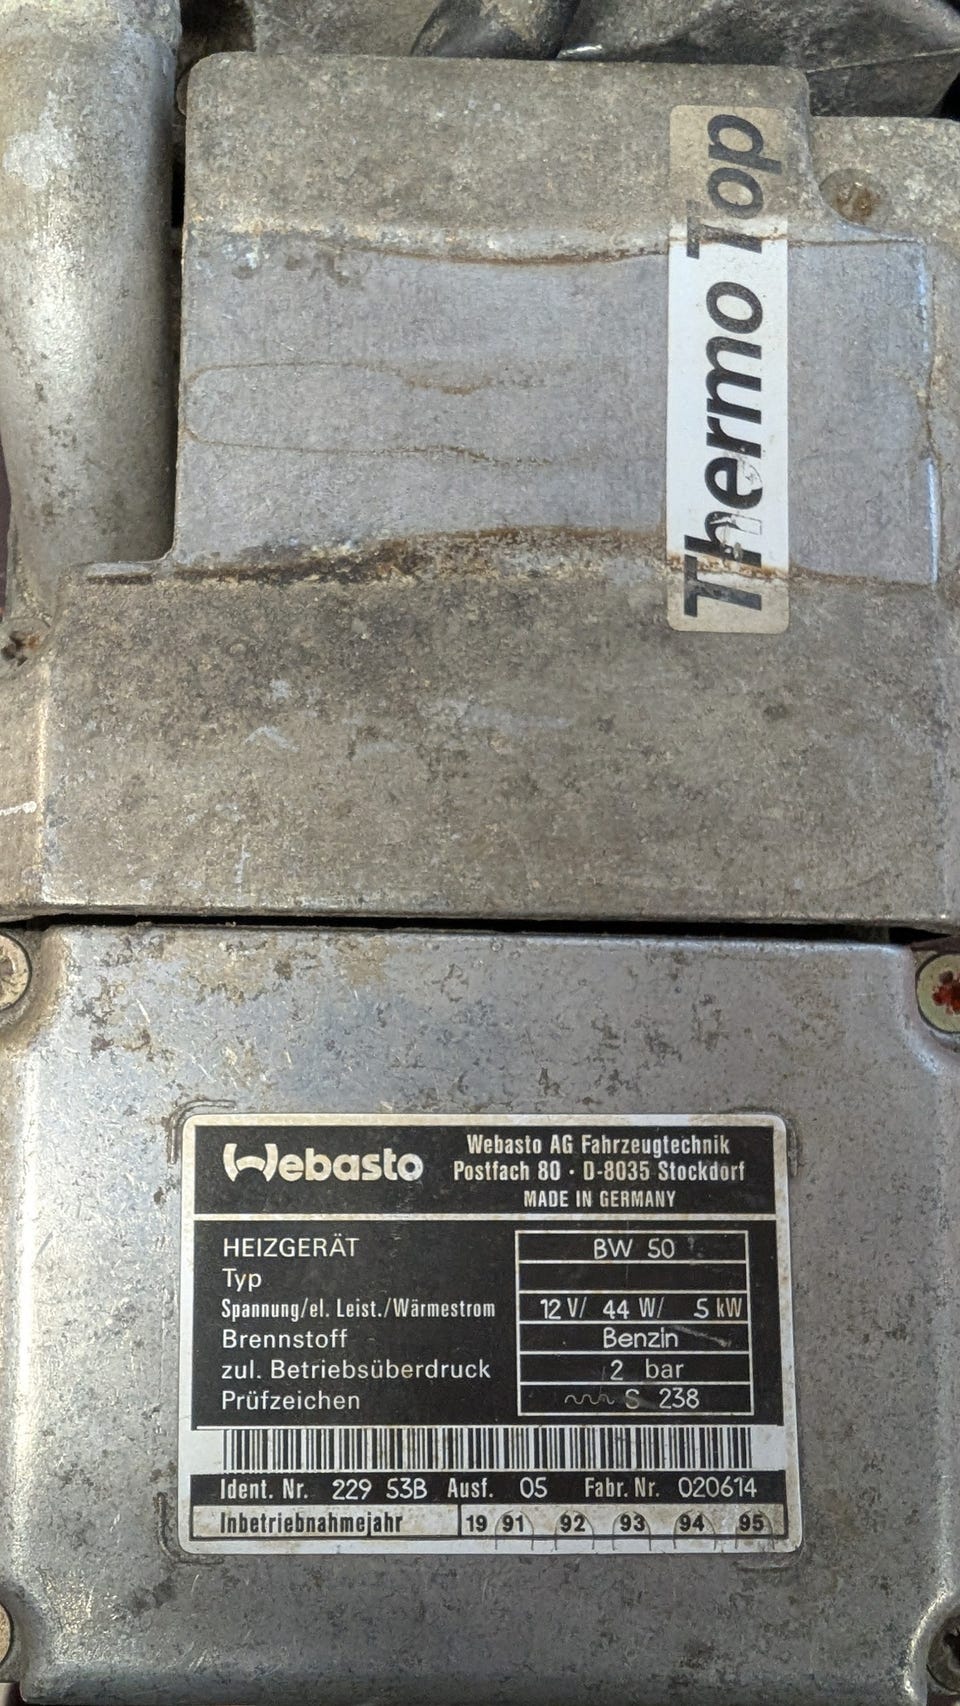 Thermo Top
Webasto
Webasto AG Fahrzeugtechnik
Postfach 80 · D-8035 Stockdorf
MADE IN GERMANY
HEIZGERÄT BW 50
Typ
Spannung/el. Leist./Wärmestrom 12 V/ 44 W/ 5 kW
Brennstoff Benzin
zul. Betriebsüberdruck 2 bar
Prüfzeichen S 238
Ident. Nr. 229 53B Ausf. 05 Fabr. Nr. 020614
Inbetriebnahmejahr 19 91 92 93 94 95